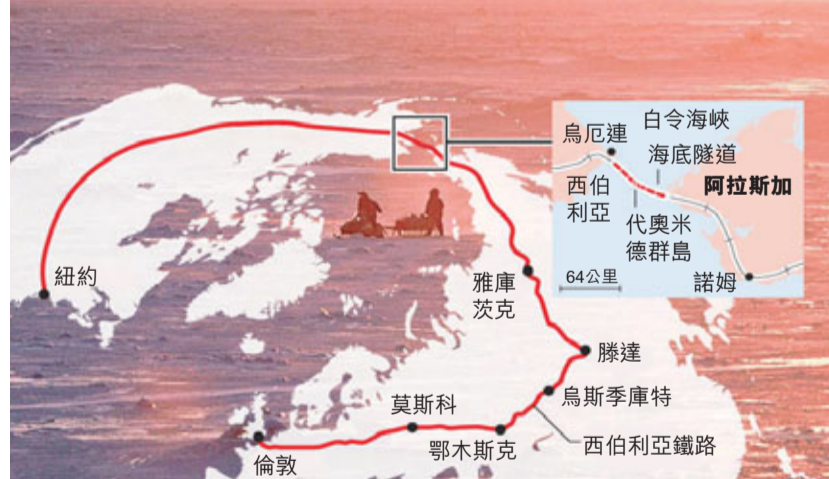 白令海峽
烏厄連
海底隧道
西伯
利亞
阿拉斯加
代奧米
德群島
64公里
諾姆
紐約
雅庫
茨克
滕達
烏斯季庫特
莫斯科
鄂木斯克
西伯利亞鐵路
倫敦